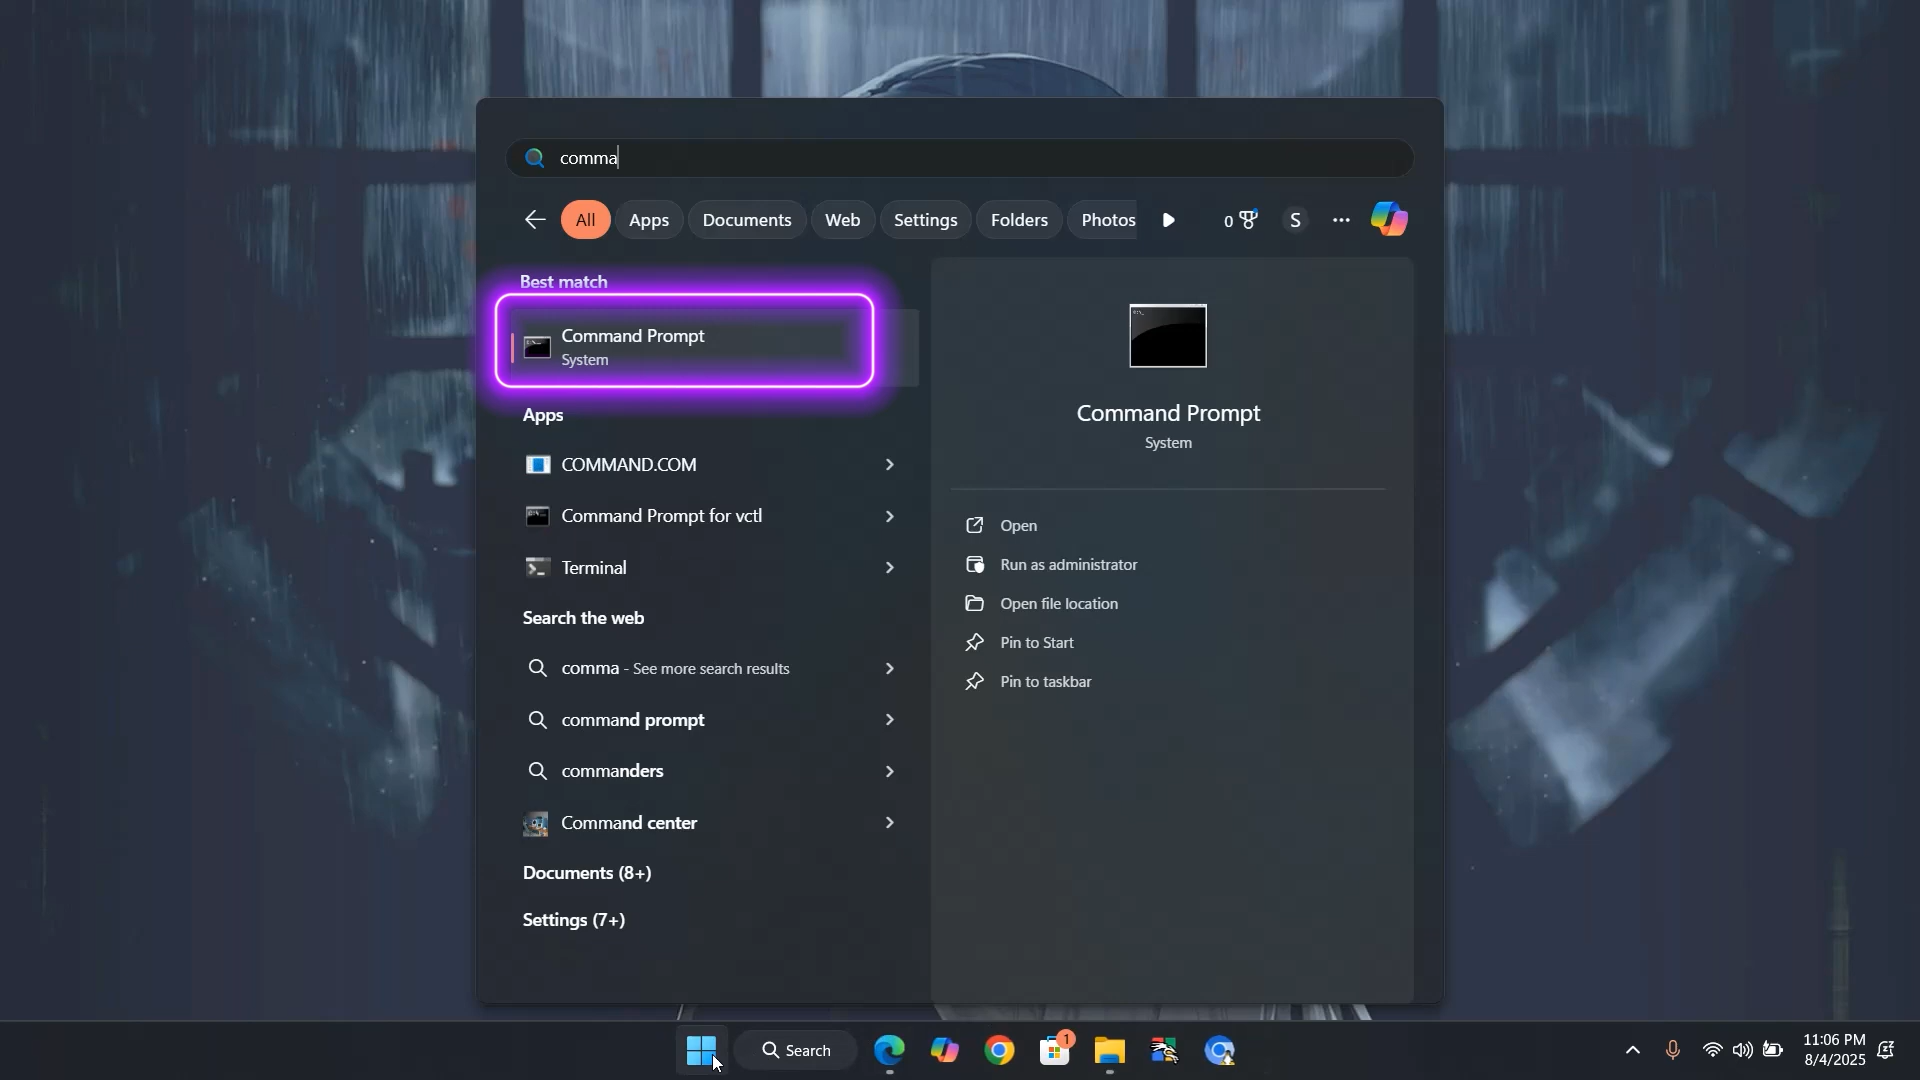 comma
All Apps Documents Web Settings Folders Photos 0 S
Best match
Command Prompt
System
Apps
COMMAND.COM
Command Prompt for vctl
Terminal
Search the web
comma - See more search results
command prompt
commanders
Command center
Documents (8+)
Settings (7+)
Command Prompt
System
Open
Run as administrator
Open file location
Pin to Start
Pin to taskbar
Search
1
11:06 PM
8/4/2025